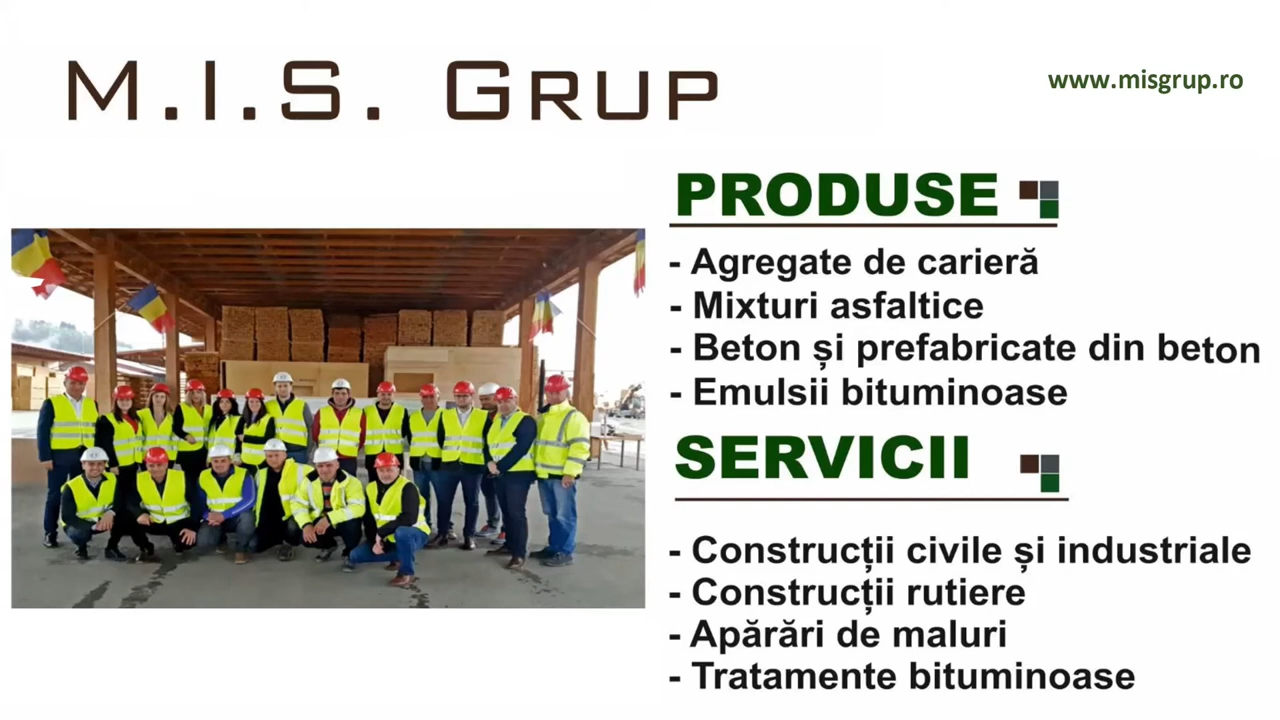 M.I.S. GRUP
www.misgrup.ro
PRODUSE
- Agregate de carieră
- Mixturi asfaltice
- Beton și prefabricate din beton
- Emulsii bituminoase
SERVICII
- Construcții civile și industriale
- Construcții rutiere
- Apărări de maluri
- Tratamente bituminoase